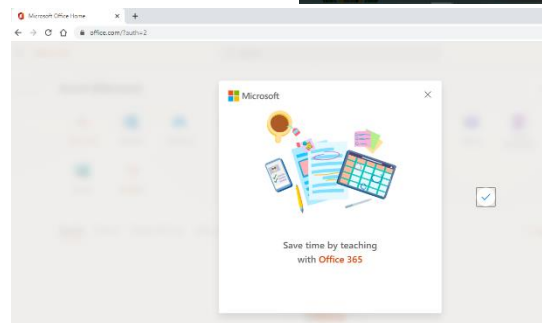 Microsoft Office Home
office.com/?auth=2
Microsoft
Save time by teaching
with Office 365